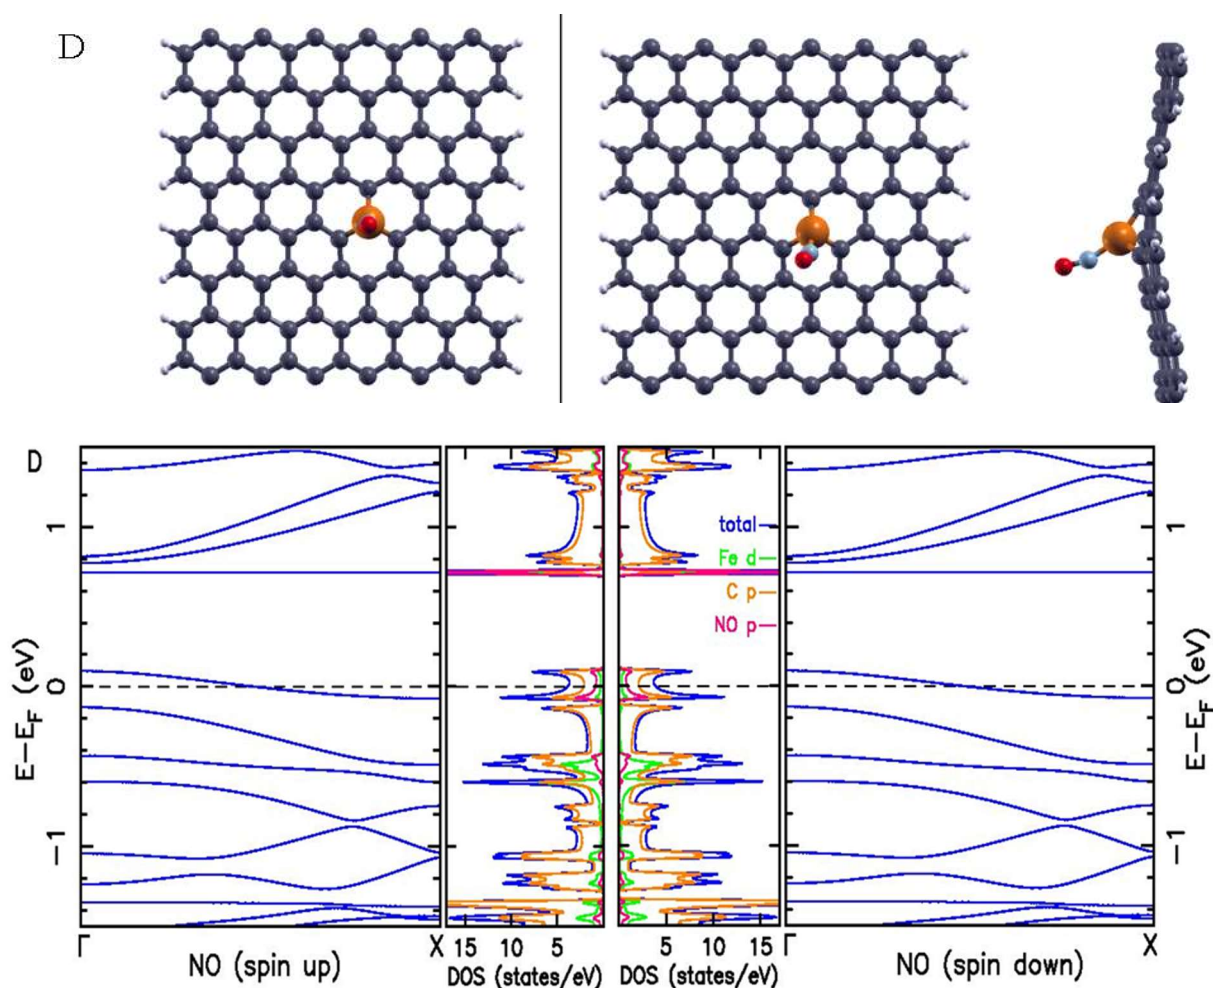 D
D
E−E_F (eV)
1
0
−1
Γ
X
NO (spin up)
15
10
5
DOS (states/eV)
total
Fe d
C p
NO p
5
10
15
DOS (states/eV)
Γ
X
NO (spin down)
1
0
−1
E−E_F (eV)